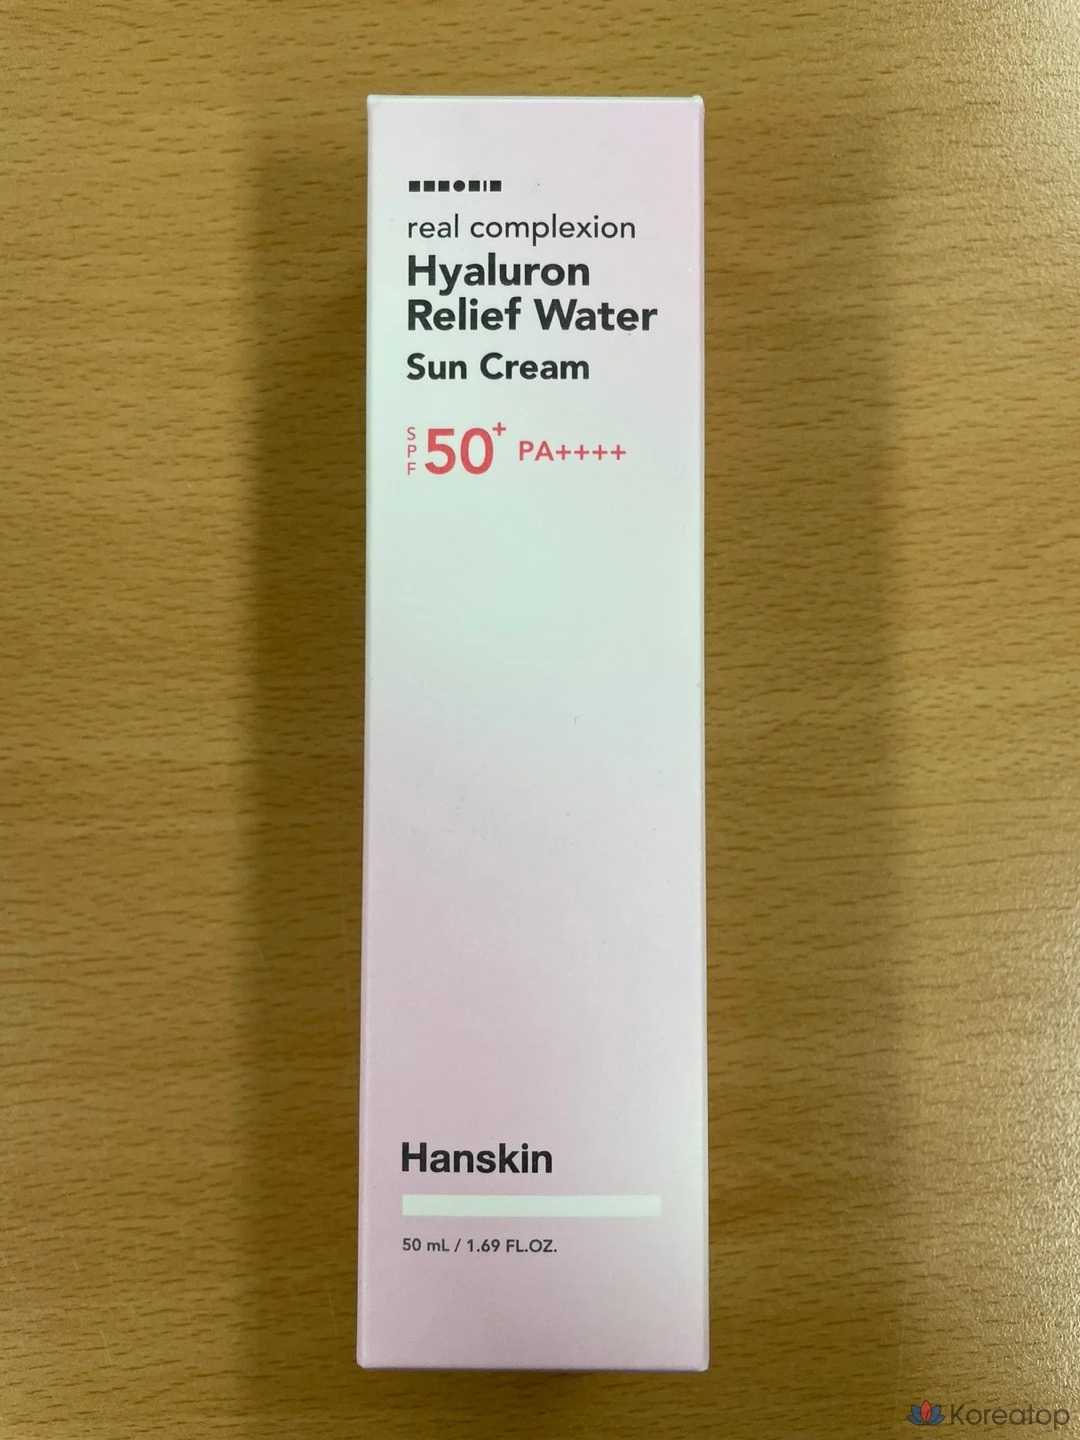 real complexion
Hyaluron
Relief Water
Sun Cream
SPF 50+ PA++++
Hanskin
50 mL / 1.69 FL.OZ.
Koreatop